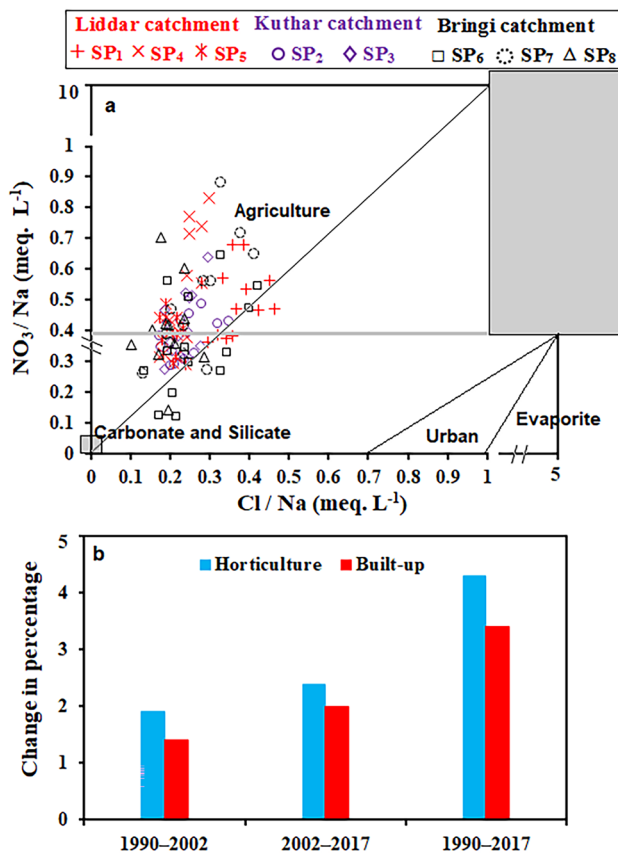 Liddar catchment Kuthar catchment Bringi catchment
SP1 SP4 SP5 SP2 SP3 SP6 SP7 SP8
a
10
1
0.9
0.8
0.7
0.6
0.5
0.4
0.3
0.2
0.1
0
NO3/ Na (meq. L-1)
Agriculture
Carbonate and Silicate
Urban
Evaporite
0 0.1 0.2 0.3 0.4 0.5 0.6 0.7 0.8 0.9 1 5
Cl / Na (meq. L-1)
b
Horticulture Built-up
5
4
3
2
1
0
Change in percentage
1990–2002 2002–2017 1990–2017